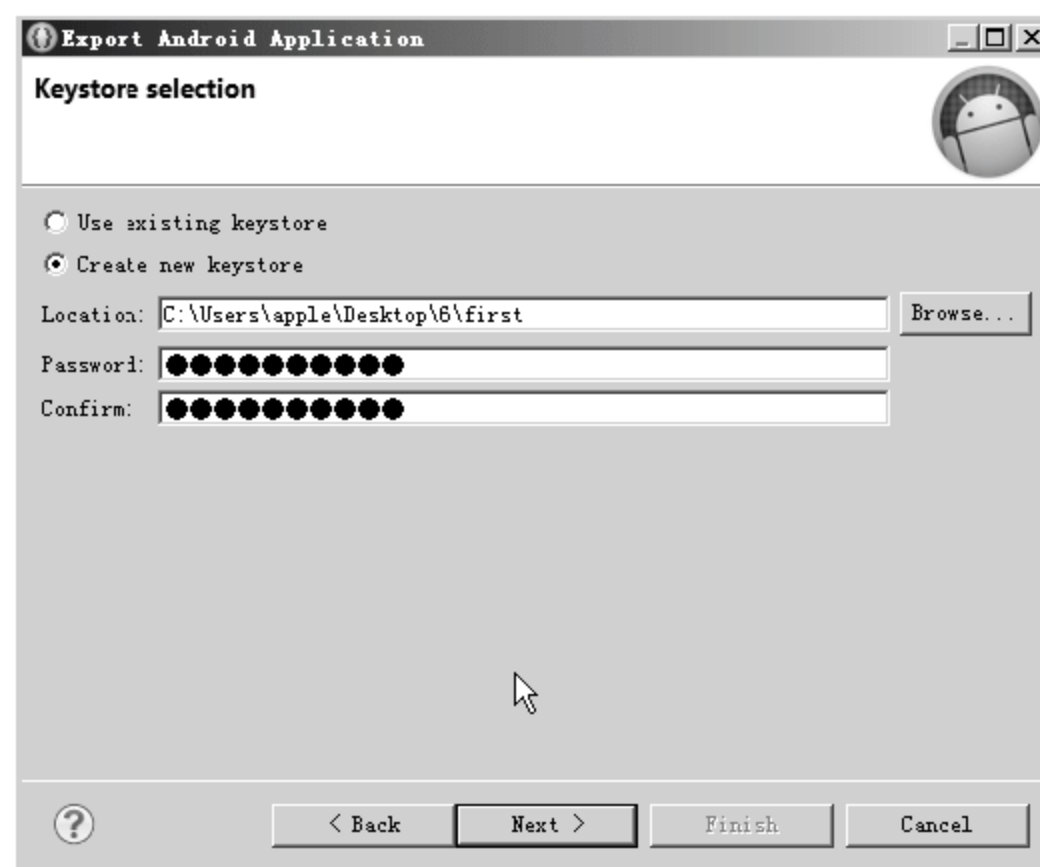 Export Android Application
Keystore selection
Use existing keystore
Create new keystore
Location: C:\Users\apple\Desktop\6\first Browse...
Password: ●●●●●●●●●●
Confirm: ●●●●●●●●●●
? < Back Next > Finish Cancel